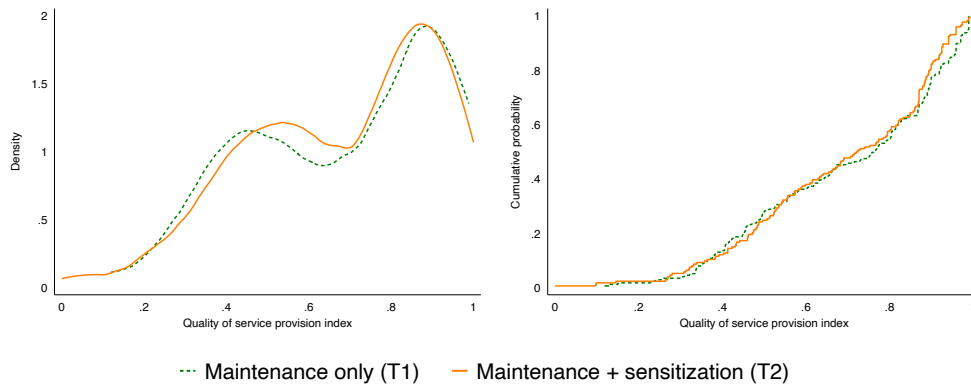 2
1.5
1
.5
0
Density
0 .2 .4 .6 .8 1
Quality of service provision index
1
.8
.6
.4
.2
0
Cumulative probability
0 .2 .4 .6 .8
Quality of service provision index
Maintenance only (T1) Maintenance + sensitization (T2)